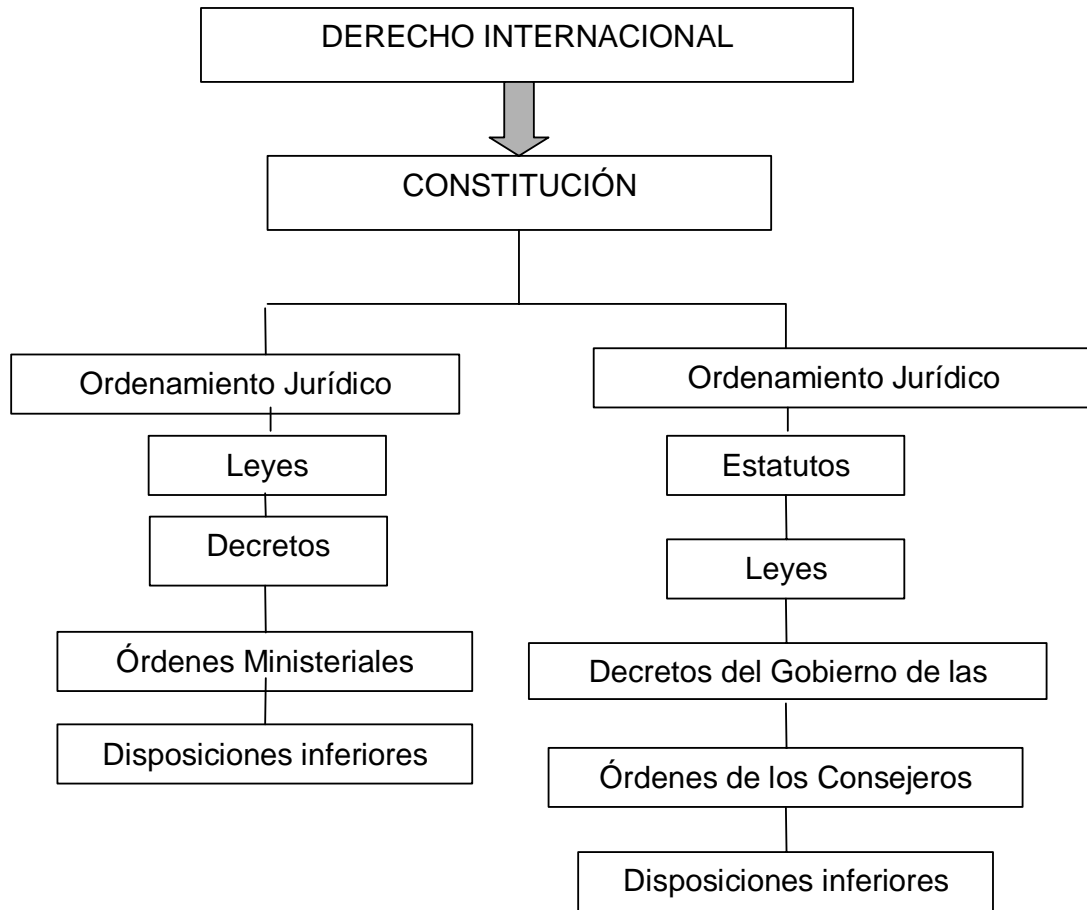 DERECHO INTERNACIONAL
CONSTITUCIÓN
Ordenamiento Jurídico
Leyes
Decretos
Órdenes Ministeriales
Disposiciones inferiores
Ordenamiento Jurídico
Estatutos
Leyes
Decretos del Gobierno de las
Órdenes de los Consejeros
Disposiciones inferiores